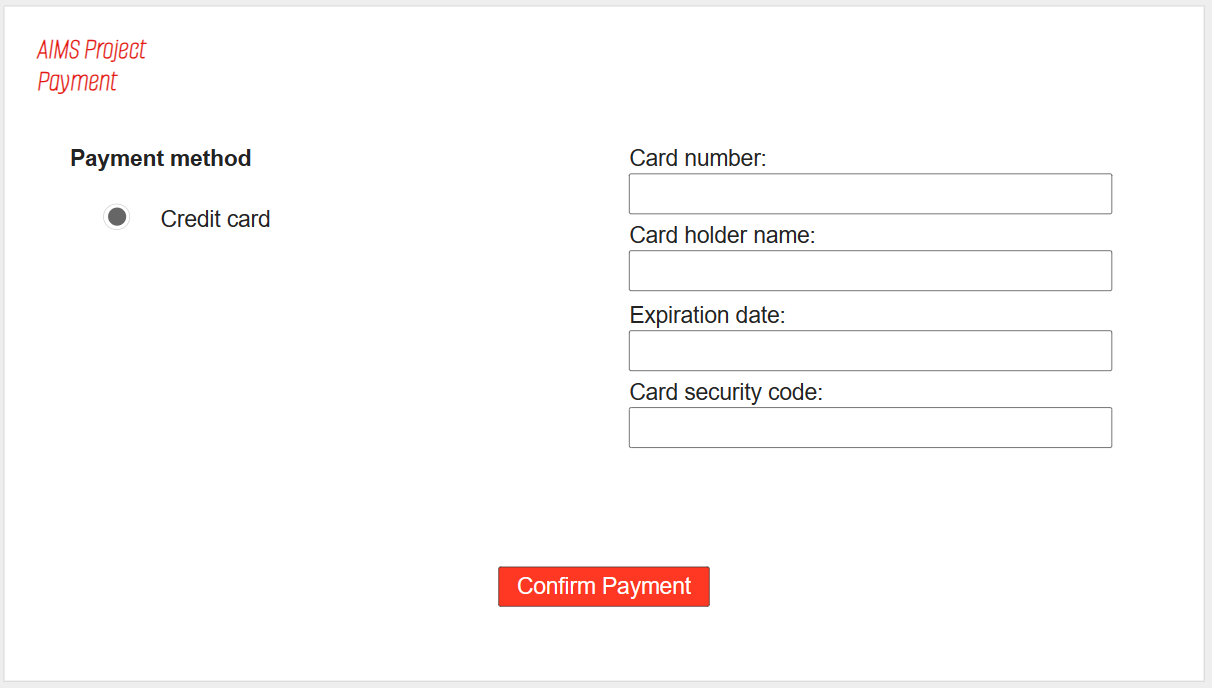 AIMS Project
Payment
Payment method
Credit card
Card number:
Card holder name:
Expiration date:
Card security code:
Confirm Payment